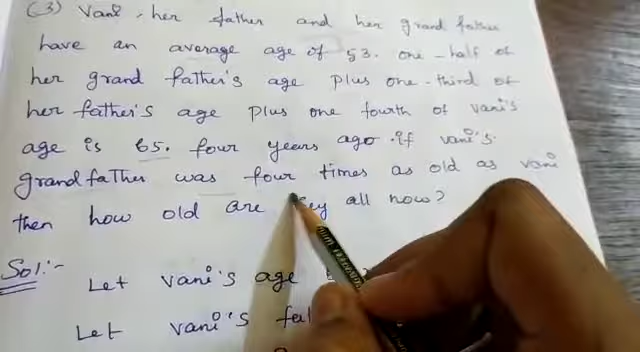 (3) Vani, her father and her grand father
have an average age of 53. one-half of
her grand father's age plus one-third of
her father's age plus one fourth of vani's
age is 65. four years ago if vani's
grandfather was four times as old as vani
then how old are all now?
Sol:-
Let vani's age
Let vani's